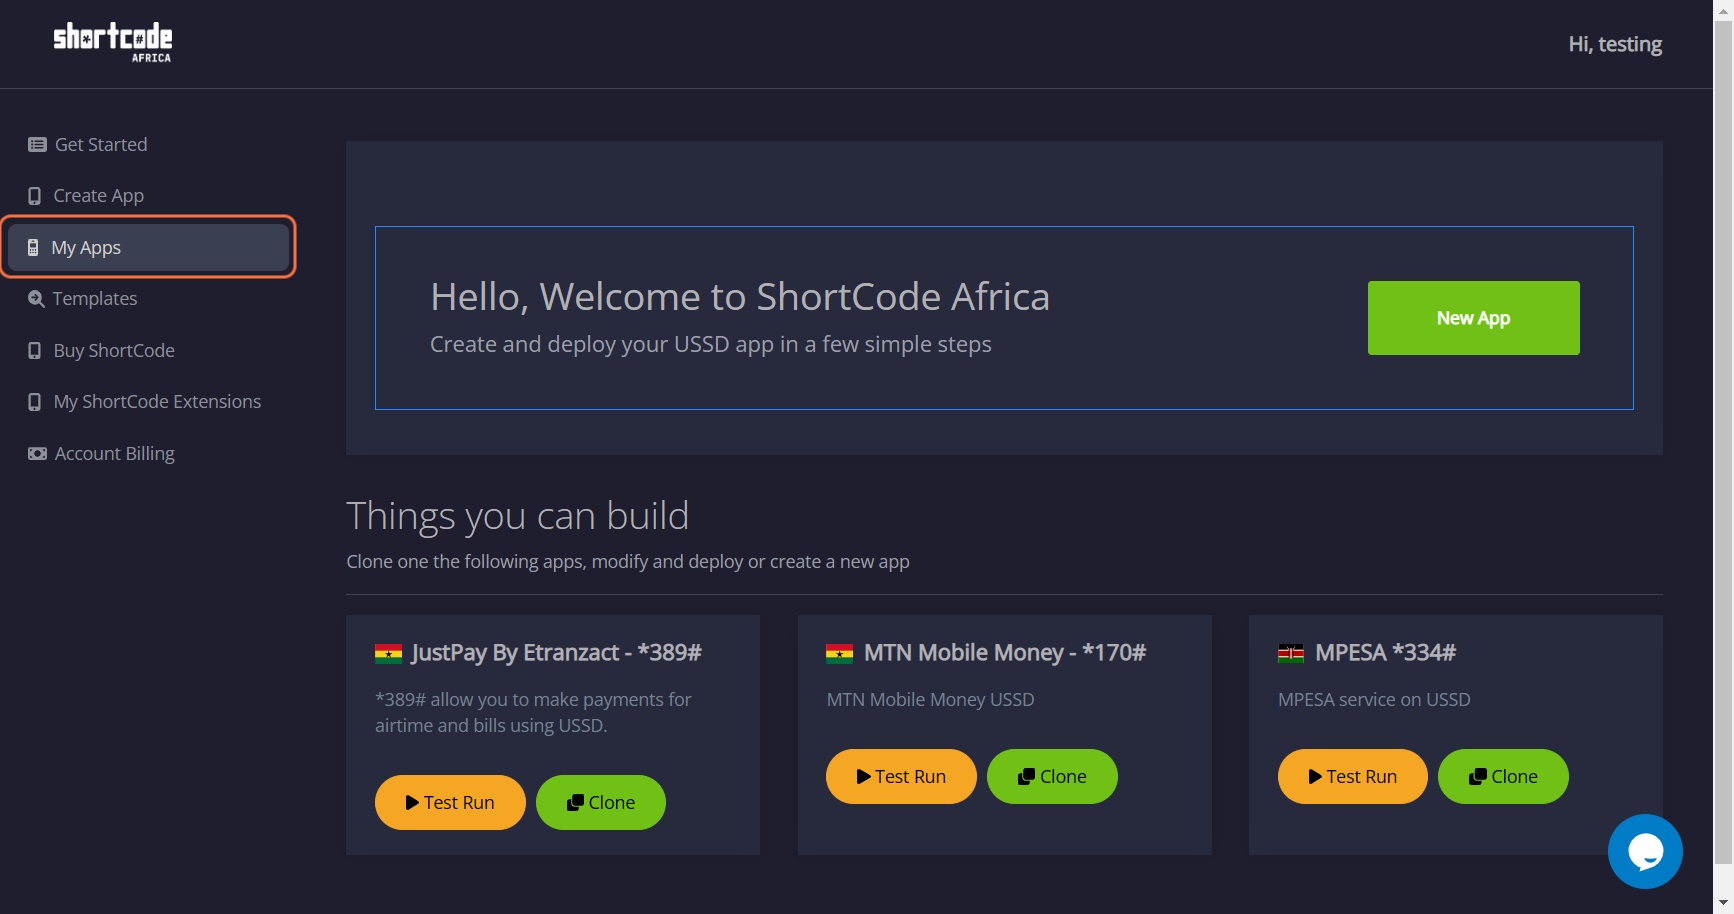 shortcode
AFRICA
Hi, testing
Get Started
Create App
My Apps
Templates
Buy ShortCode
My ShortCode Extensions
Account Billing
Hello, Welcome to ShortCode Africa
Create and deploy your USSD app in a few simple steps
New App
Things you can build
Clone one the following apps, modify and deploy or create a new app
JustPay By Etranzact - *389#
*389# allow you to make payments for
airtime and bills using USSD.
Test Run
Clone
MTN Mobile Money - *170#
MTN Mobile Money USSD
Test Run
Clone
MPESA *334#
MPESA service on USSD
Test Run
Clone